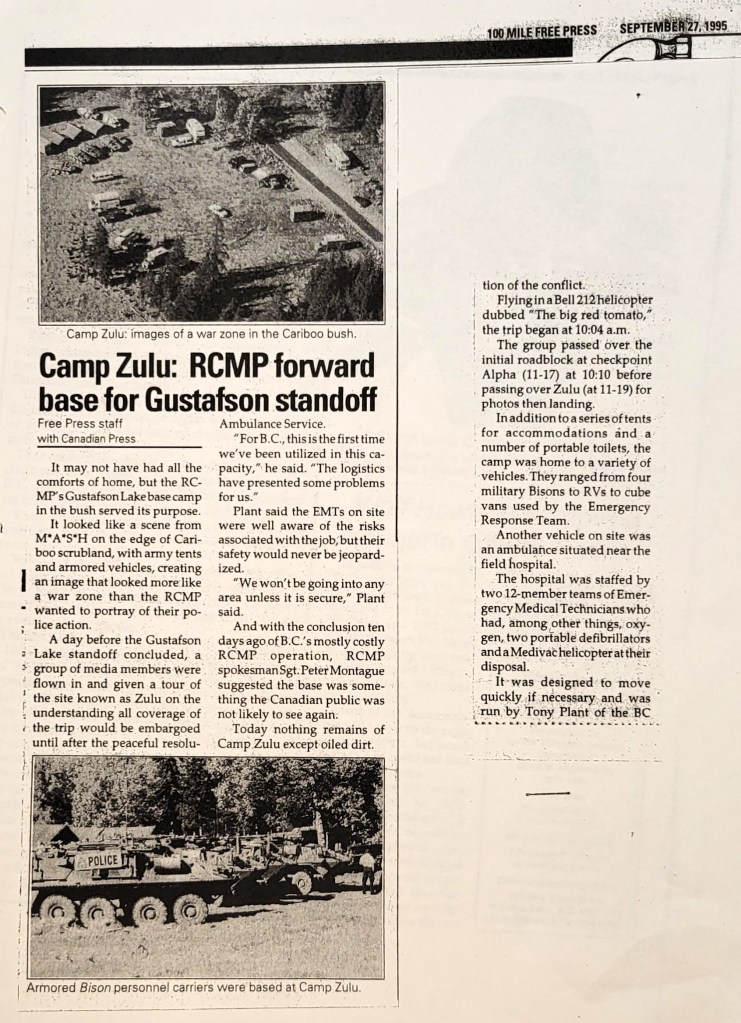 100 MILE FREE PRESS SEPTEMBER 27, 1995
Camp Zulu: images of a war zone in the Cariboo bush.
Camp Zulu: RCMP forward
base for Gustafson standoff
Free Press staff
with Canadian Press
It may not have had all the
comforts of home, but the RC-
MP's Gustafson Lake base camp
in the bush served its purpose.
It looked like a scene from
M*A*S*H on the edge of Cari-
boo scrubland, with army tents
and armored vehicles, creating
an image that looked more like
a war zone than the RCMP
wanted to portray of their po-
lice action.
A day before the Gustafson
Lake standoff concluded, a
group of media members were
flown in and given a tour of
the site known as Zulu on the
understanding all coverage of
the trip would be embargoed
until after the peaceful resolu-
tion of the conflict.
Flying in a Bell 212 helicopter
dubbed "The big red tomato,"
the trip began at 10:04 a.m.
The group passed over the
initial roadblock at checkpoint
Alpha (11-17) at 10:10 before
passing over Zulu (at 11-19) for
photos then landing.
In addition to a series of tents
for accommodations and a
number of portable toilets, the
camp was home to a variety of
vehicles. They ranged from four
military Bisons to RVs to cube
vans used by the Emergency
Response Team.
Another vehicle on site was
an ambulance situated near the
field hospital.
The hospital was staffed by
two 12-member teams of Emer-
gency Medical Technicians who
had, among other things, oxy-
gen, two portable defibrillators
and a Medivac helicopter at their
disposal.
It was designed to move
quickly if necessary and was
run by Tony Plant of the BC
Ambulance Service.
"For B.C., this is the first time
we've been utilized in this ca-
pacity," he said. "The logistics
have presented some problems
for us."
Plant said the EMTs on site
were well aware of the risks
associated with the job, but their
safety would never be jeopard-
ized.
"We won't be going into any
area unless it is secure," Plant
said.
And with the conclusion ten
days ago of B.C.'s mostly costly
RCMP operation, RCMP
spokesman Sgt. Peter Montague
suggested the base was some-
thing the Canadian public was
not likely to see again.
Today nothing remains of
Camp Zulu except oiled dirt.
POLICE
Armored Bison personnel carriers were based at Camp Zulu.